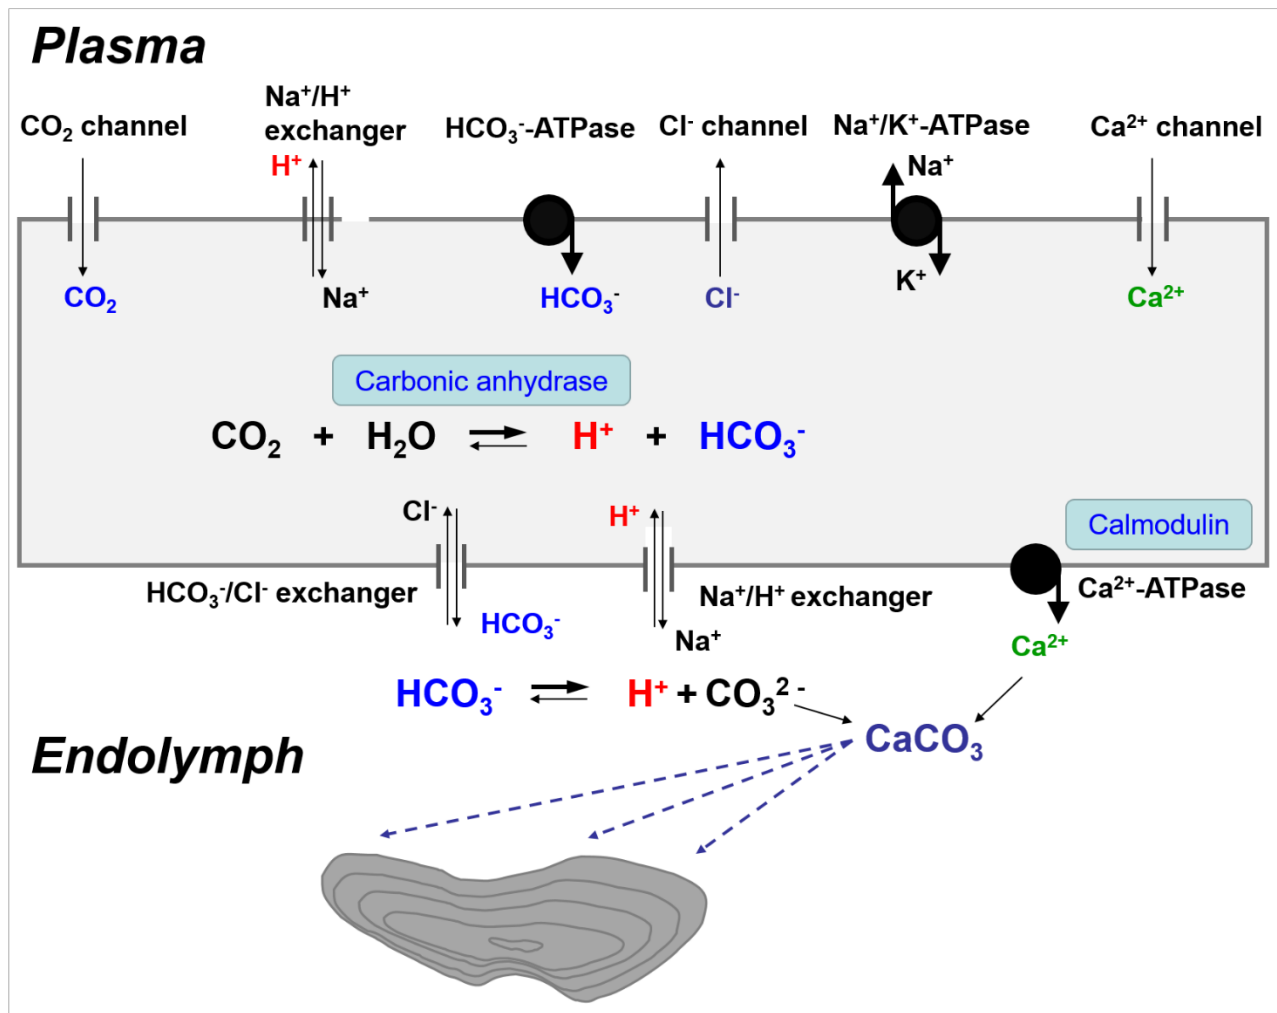 Plasma
CO₂ channel
Na⁺/H⁺
exchanger
HCO₃⁻-ATPase
Cl⁻ channel
Na⁺/K⁺-ATPase
Ca²⁺ channel
H⁺
Na⁺
CO₂
Na⁺
HCO₃⁻
Cl⁻
K⁺
Ca²⁺
Carbonic anhydrase
CO₂ + H₂O ⇌ H⁺ + HCO₃⁻
Cl⁻
H⁺
Calmodulin
HCO₃⁻/Cl⁻ exchanger
Na⁺/H⁺ exchanger
Ca²⁺-ATPase
HCO₃⁻
Na⁺
Ca²⁺
HCO₃⁻ ⇌ H⁺ + CO₃²⁻
CaCO₃
Endolymph